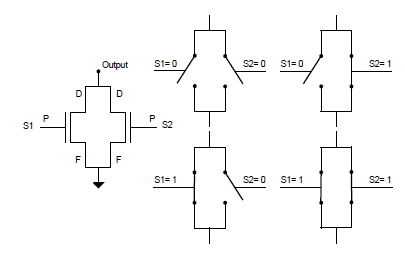 Output
D D
S1 P P S2
F F
S1= 0 S2= 0
S1= 0 S2= 1
S1= 1 S2= 0
S1= 1 S2= 1